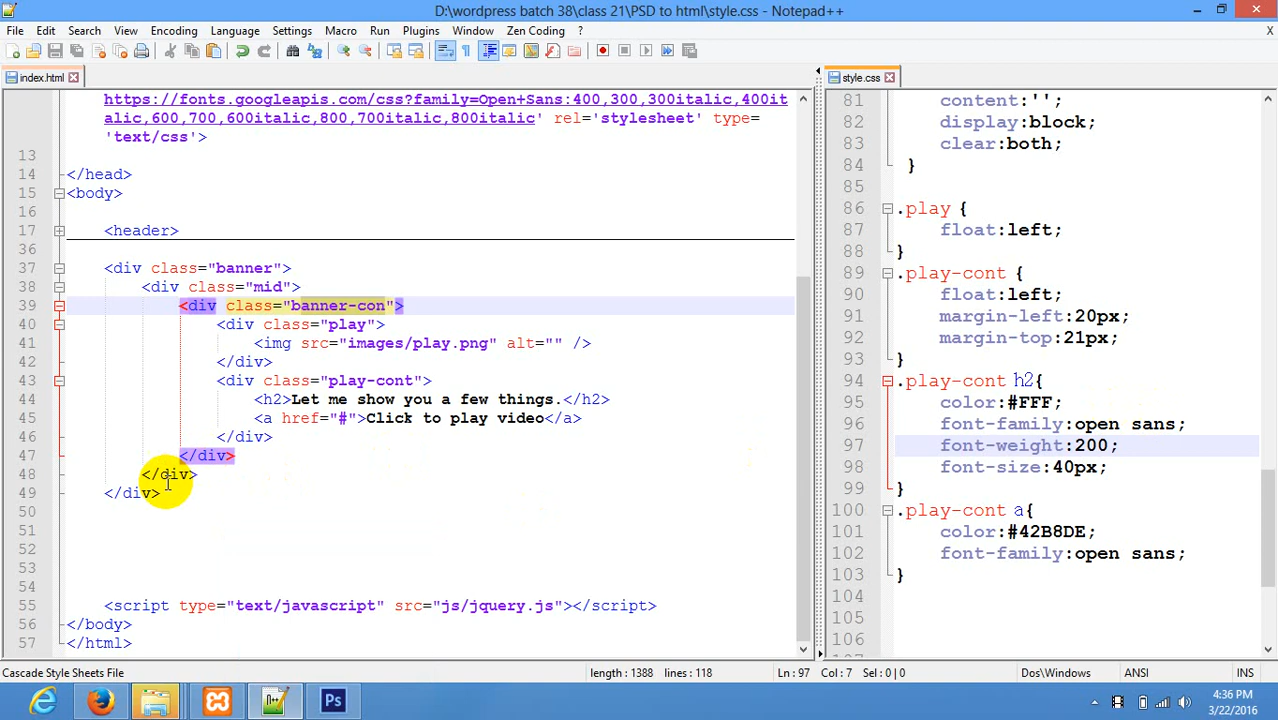 D:\wordpress batch 38\class 21\PSD to html\style.css - Notepad++
File Edit Search View Encoding Language Settings Macro Run Plugins Window Zen Coding ? X
index.html
https://fonts.googleapis.com/css?family=Open+Sans:400,300,300italic,400it
alic,600,700,600italic,800,700italic,800italic' rel='stylesheet' type=
'text/css'>
13
14 </head>
15 <body>
16
17 <header>
36
37 <div class="banner">
38 <div class="mid">
39 <div class="banner-con">
40 <div class="play">
41 <img src="images/play.png" alt="" />
42 </div>
43 <div class="play-cont">
44 <h2>Let me show you a few things.</h2>
45 <a href="#">Click to play video</a>
46 </div>
47 </div>
48 </div>
49 </div>
50
51
52
53
54
55 <script type="text/javascript" src="js/jquery.js"></script>
56 </body>
57 </html>
style.css
81 content:'';
82 display:block;
83 clear:both;
84 }
85
86 .play {
87 float:left;
88 }
89 .play-cont {
90 float:left;
91 margin-left:20px;
92 margin-top:21px;
93 }
94 .play-cont h2{
95 color:#FFF;
96 font-family:open sans;
97 font-weight:200;
98 font-size:40px;
99 }
100 .play-cont a{
101 color:#42B8DE;
102 font-family:open sans;
103 }
104
105
106
Cascade Style Sheets File length : 1388 lines : 118 Ln : 97 Col : 7 Sel : 0 | 0 Dos\Windows ANSI INS
Ps
4:36 PM
3/22/2016